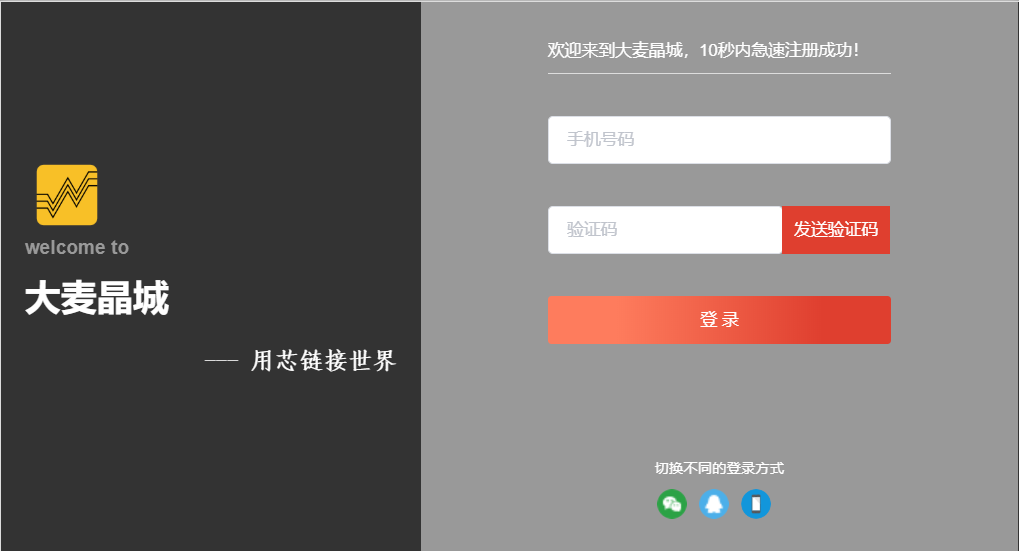 welcome to
大麦晶城
--- 用芯链接世界
欢迎来到大麦晶城，10秒内急速注册成功！
手机号码
验证码
发送验证码
登录
切换不同的登录方式